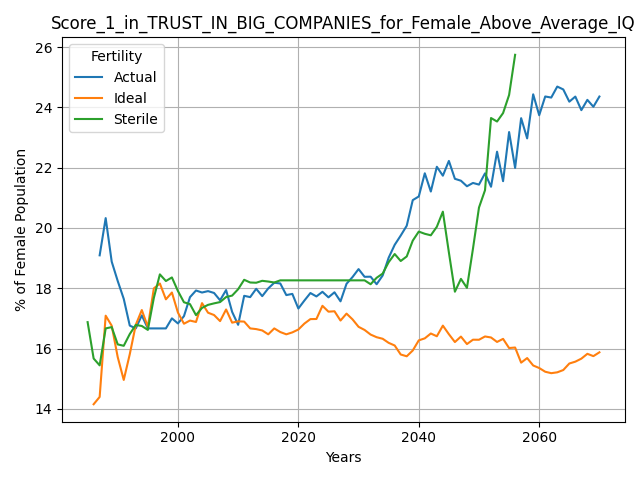 Score_1_in_TRUST_IN_BIG_COMPANIES_for_Female_Above_Average_IQ
Fertility
Actual
Ideal
Sterile
% of Female Population
26
24
22
20
18
16
14
2000
2020
2040
2060
Years